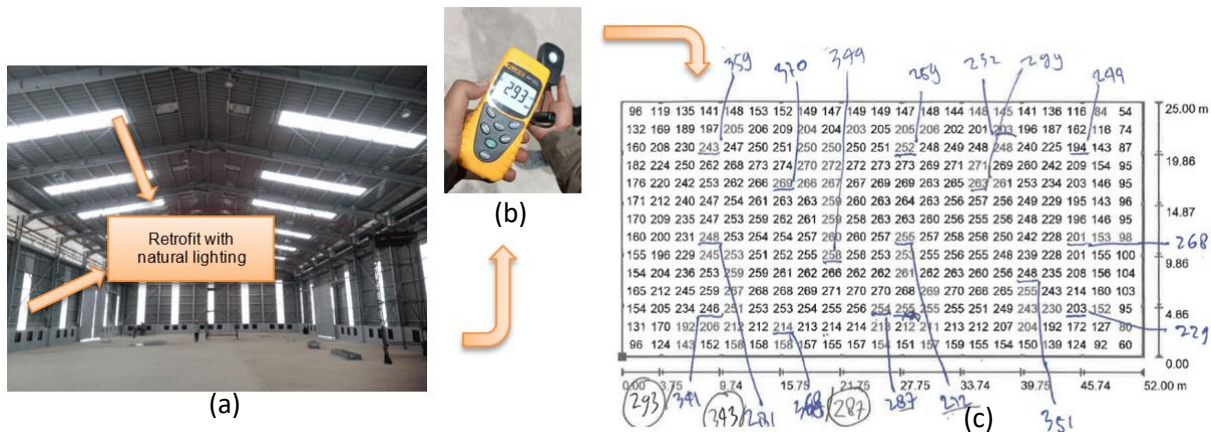 Retrofit with
natural lighting
(a)
293
(b)
359 370 349 259 232 299 249
96 119 135 141 148 153 152 149 147 149 147 148 144 148 145 141 136 116 84 54
132 169 189 197 205 206 209 204 204 203 205 205 206 202 201 203 196 187 162 116 74
160 208 230 243 247 250 251 250 250 250 251 252 248 249 248 248 240 225 194 143 87
182 224 250 262 268 273 274 270 272 272 273 273 269 271 271 269 260 242 209 154 95
176 220 242 253 262 266 269 266 267 267 269 269 263 265 263 261 253 234 203 146 95
171 212 240 247 254 261 263 263 259 260 263 264 263 256 257 256 249 229 195 143 96
170 209 235 247 253 259 262 261 259 258 263 263 260 256 255 256 248 229 196 146 95
160 200 231 248 253 254 254 257 260 260 257 255 257 258 256 250 242 228 201 153 98
155 196 229 245 253 251 252 255 258 256 258 253 253 252 255 248 239 228 201 155 100
154 204 236 253 259 259 261 262 266 262 262 261 262 263 260 256 248 235 208 156 104
165 212 245 259 267 268 268 269 271 270 270 268 269 270 266 265 255 243 214 160 103
154 205 234 246 251 253 253 254 255 255 254 255 255 255 251 249 243 230 203 152 95
131 170 192 206 212 212 214 213 214 214 213 212 211 213 212 207 204 192 172 127 80
96 124 143 152 158 158 158 157 155 157 154 151 157 159 155 154 150 139 124 92 60
25.00 m
19.86
14.87
268
9.86
4.86
229
0.00
0.00 3.75 9.74 15.75 21.75 27.75 33.74 39.75 45.74 52.00 m
293 341 343 231 368 287 287 272 351
(c)